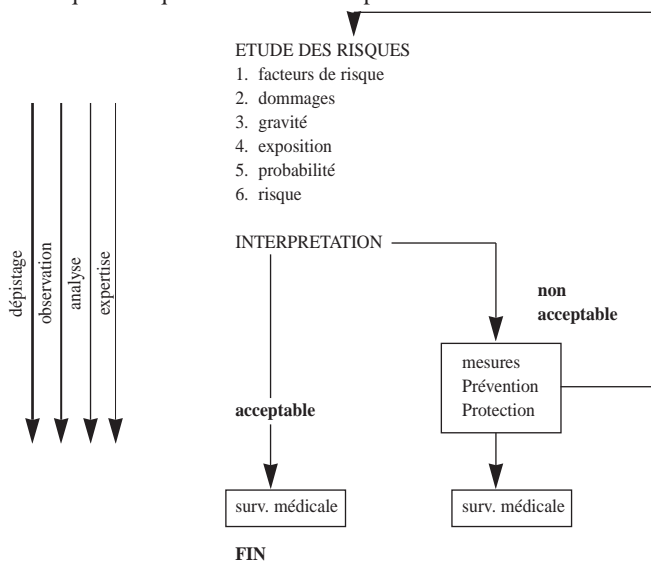 ETUDE DES RISQUES
1. facteurs de risque
2. dommages
3. gravité
4. exposition
5. probabilité
6. risque
dépistage
observation
analyse
expertise
INTERPRETATION
non
acceptable
mesures
Prévention
Protection
acceptable
surv. médicale
surv. médicale
FIN